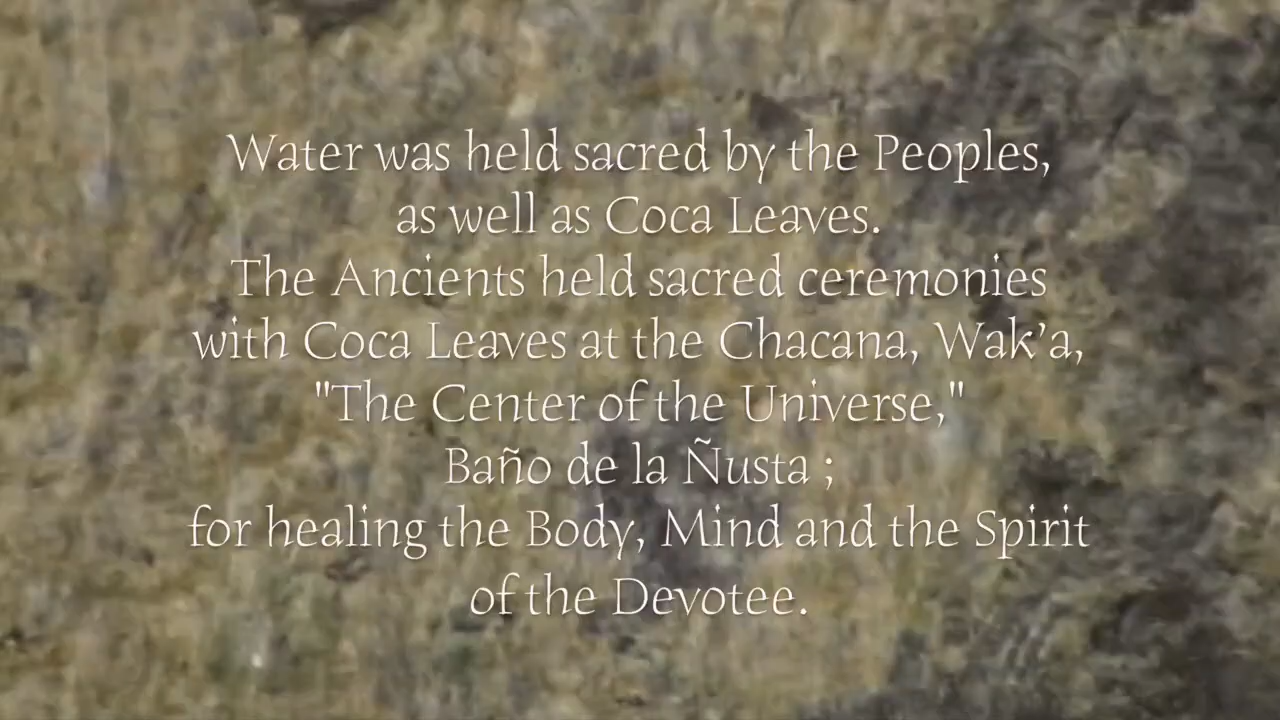 Water was held sacred by the Peoples,
as well as Coca Leaves.
The Ancients held sacred ceremonies
with Coca Leaves at the Chacana, Wak'a,
"The Center of the Universe,"
Baño de la Ñusta ;
for healing the Body, Mind and the Spirit
of the Devotee.